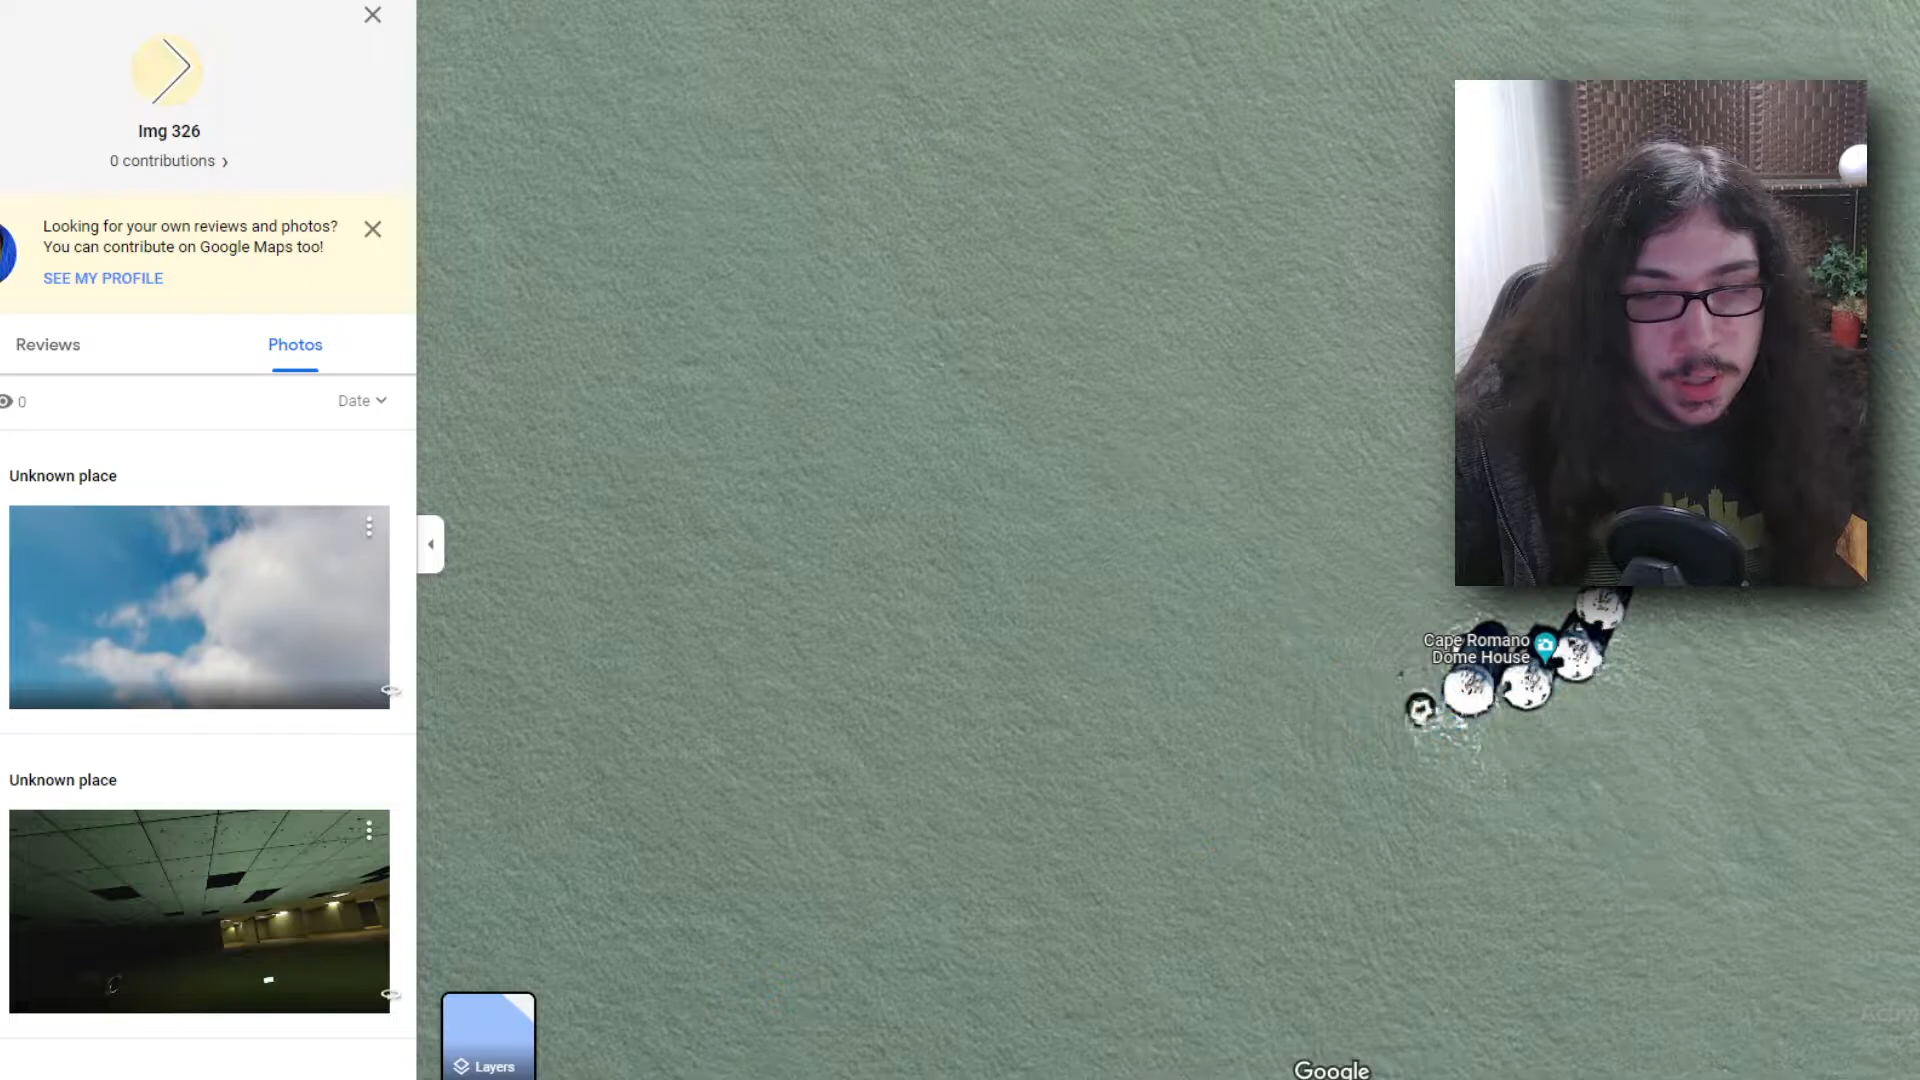 Img 326
0 contributions ›
Looking for your own reviews and photos?
You can contribute on Google Maps too!
SEE MY PROFILE
Reviews
Photos
0
Date
Unknown place
Unknown place
Layers
Cape Romano
Dome House
Google